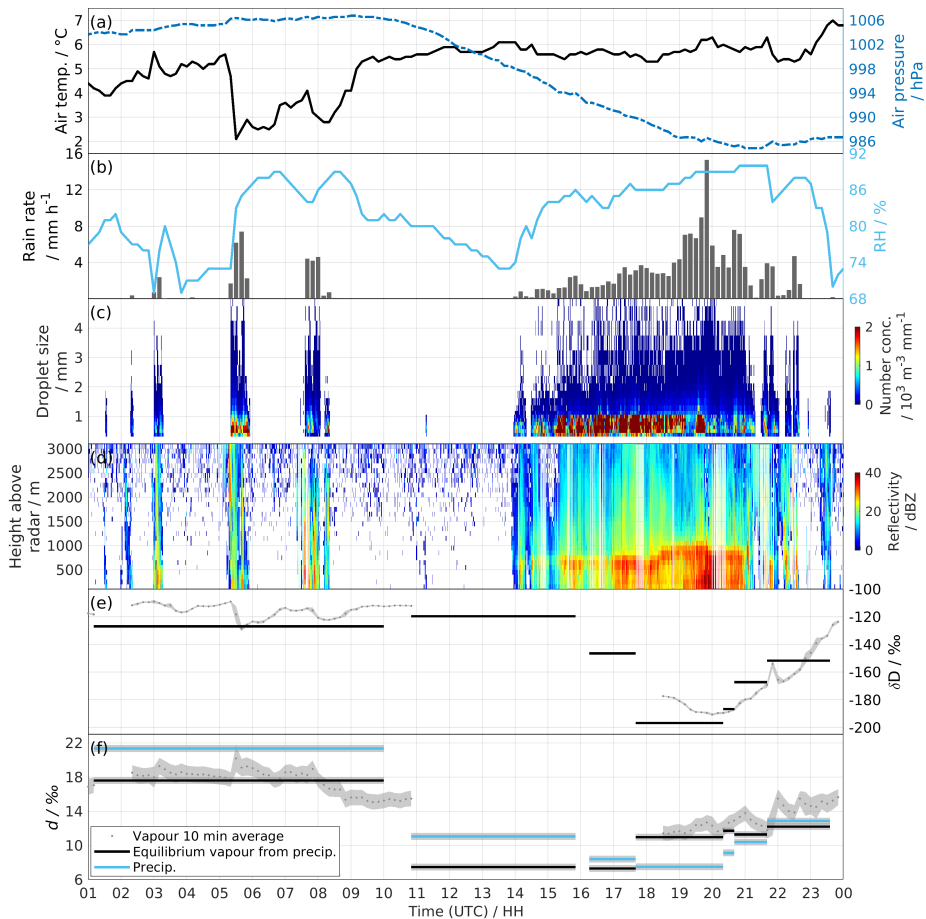 (a)
7
6
5
4
3
2
Air temp. / °C
1006
1002
998
994
990
986
Air pressure
/ hPa
(b)
16
12
8
4
Rain rate
/ mm h-1
92
86
80
74
68
RH / %
(c)
4
3
2
1
Droplet size
/ mm
2
1
0
Number conc.
/ 10³ m-3 mm-1
(d)
3000
2500
2000
1500
1000
500
Height above
radar / m
40
20
0
Reflectivity
/ dBZ
(e)
-100
-120
-140
-160
-180
-200
δD / ‰
(f)
22
18
14
10
6
d / ‰
Vapour 10 min average
Equilibrium vapour from precip.
Precip.
01 02 03 04 05 06 07 08 09 10 11 12 13 14 15 16 17 18 19 20 21 22 23 00
Time (UTC) / HH